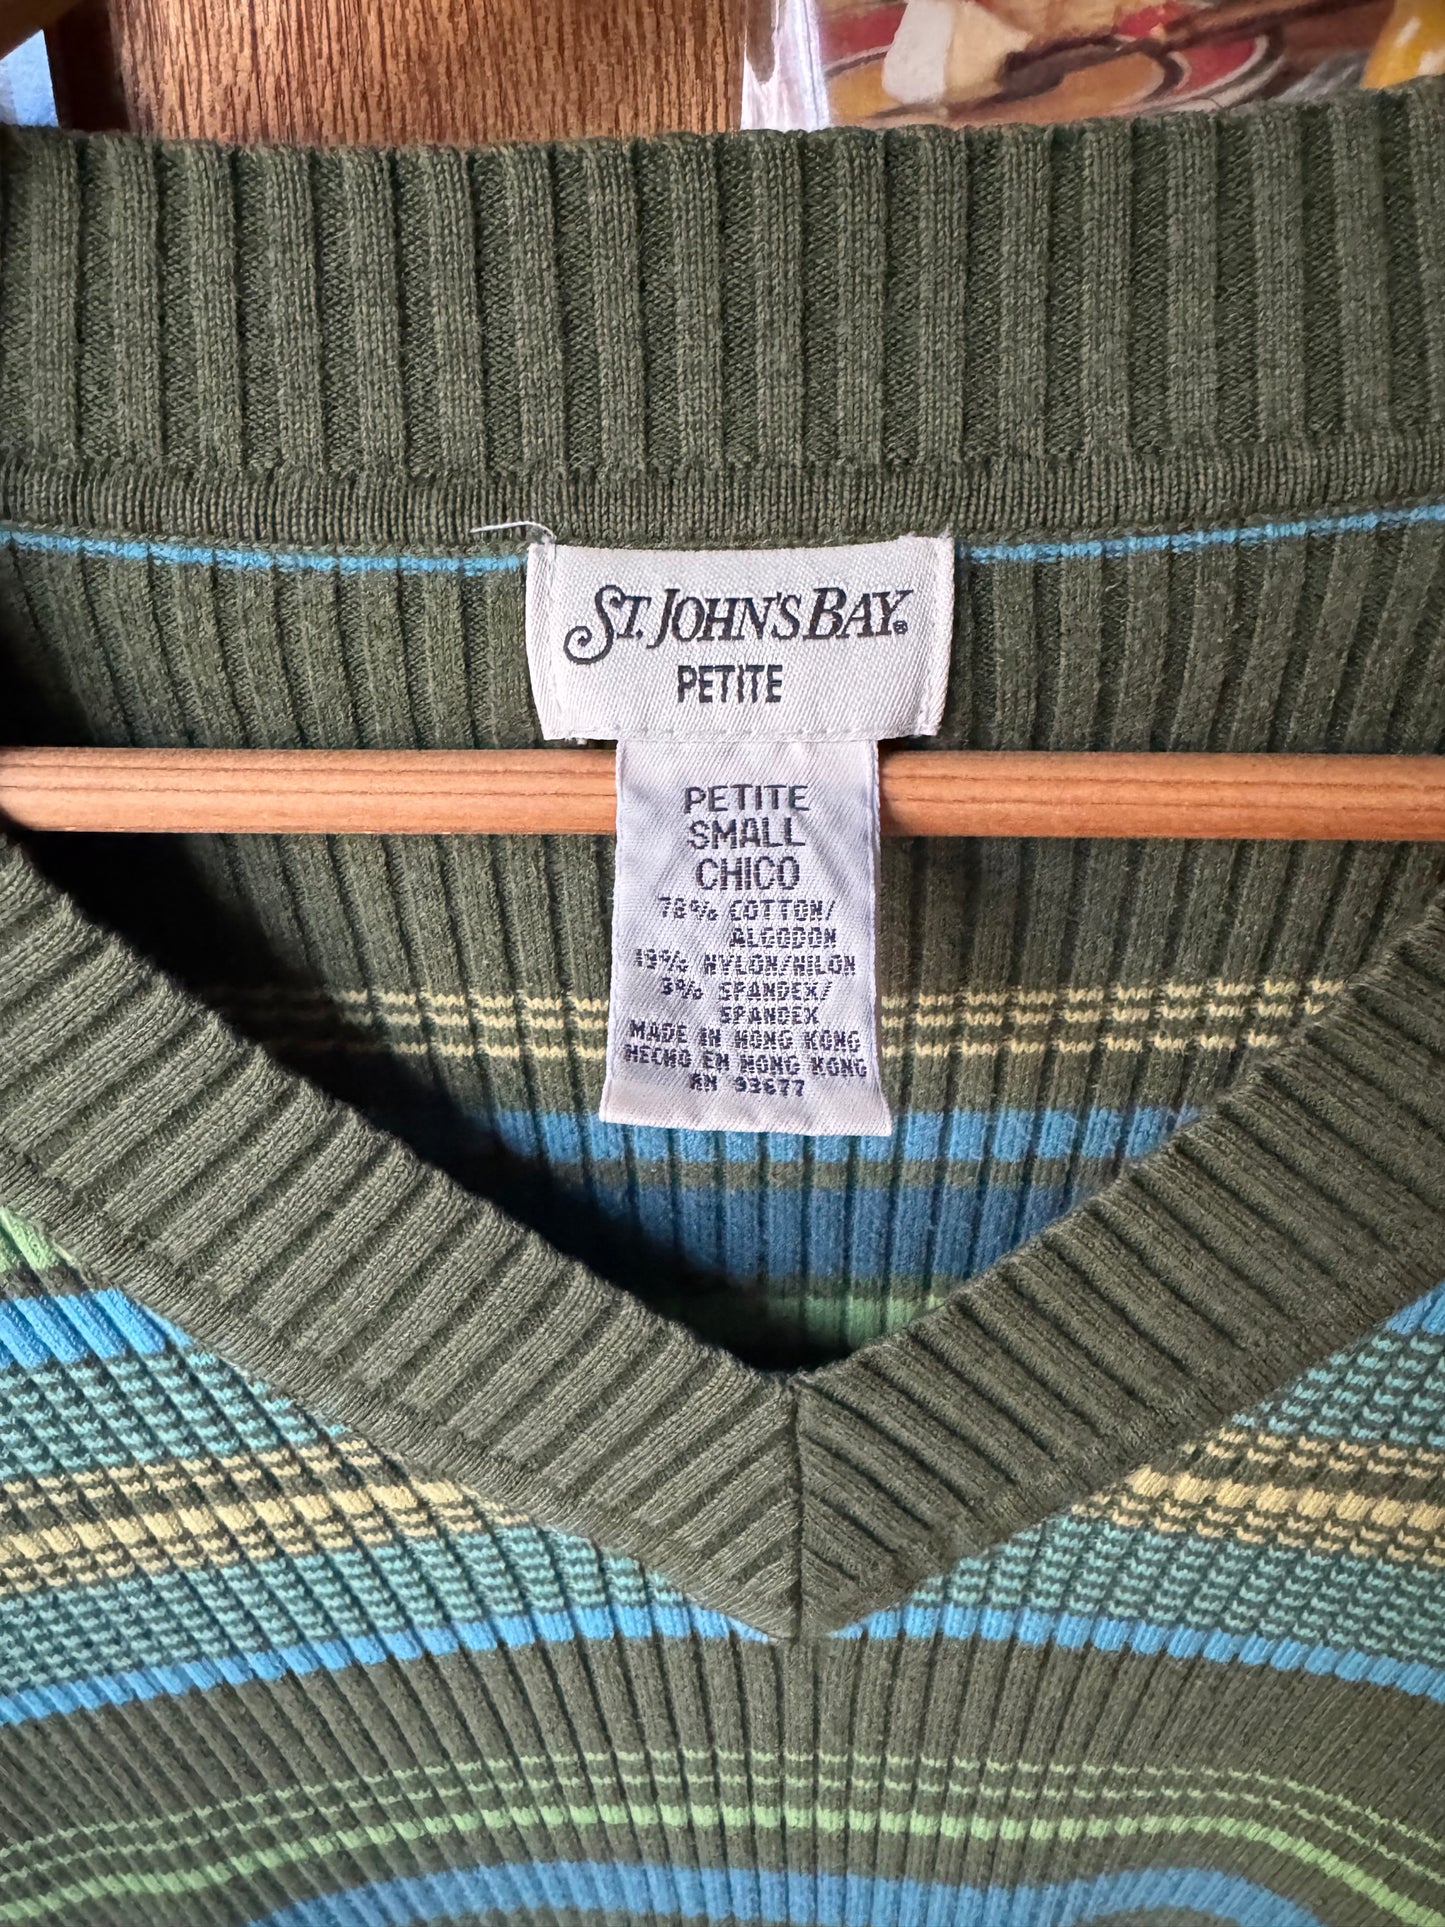 ST. JOHN'S BAY®
PETITE
PETITE
SMALL
CHICO
78% COTTON/
ALGODON
19% NYLON/NILON
3% SPANDEX/
SPANDEX
MADE IN HONG KONG
HECHO EN HONG KONG
RN 93677